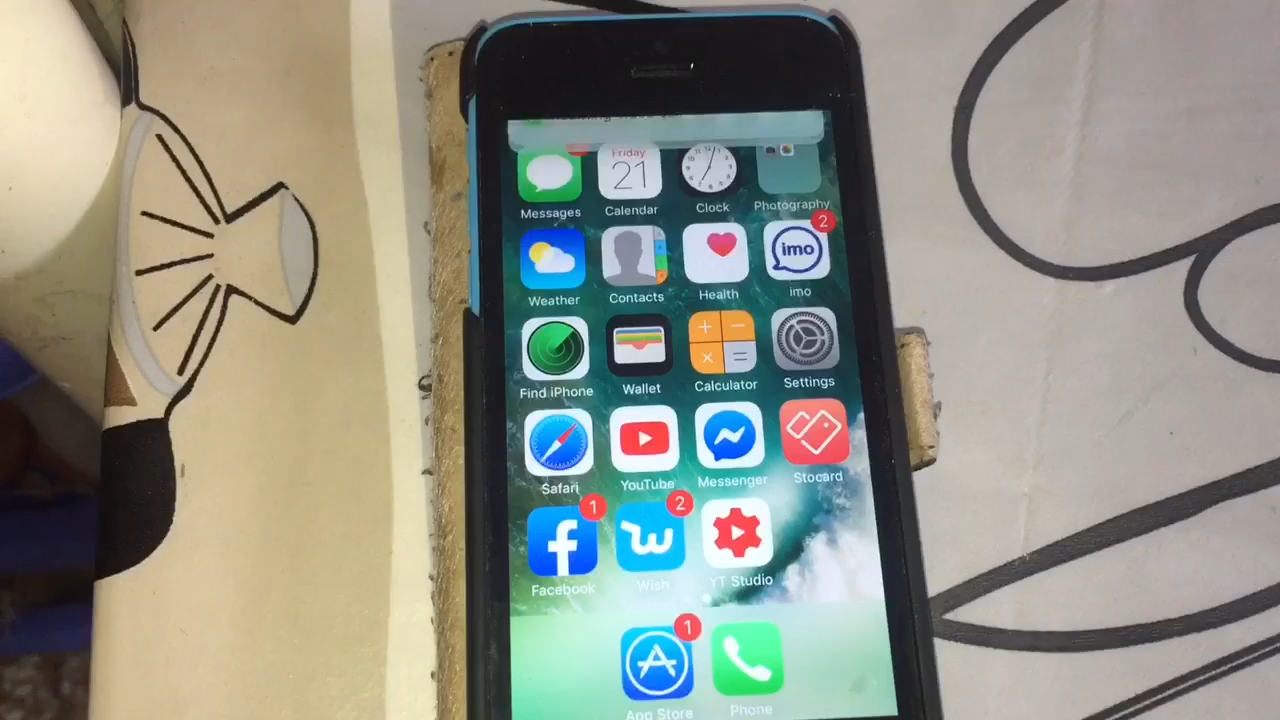 Friday
21
Messages Calendar Clock Photography
2
imo
Weather Contacts Health imo
Find iPhone Wallet Calculator Settings
Safari YouTube Messenger Stocard
1 2
Facebook Wish YT Studio
1
App Store Phone